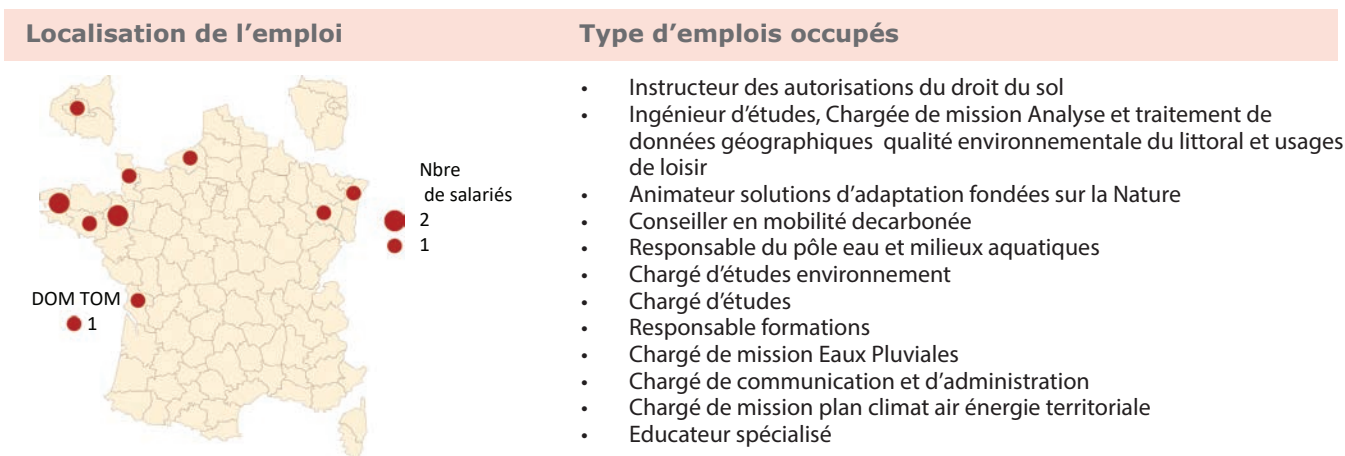 Localisation de l’emploi
Type d’emplois occupés
Nbre
de salariés
2
1
DOM TOM
1
• Instructeur des autorisations du droit du sol
• Ingénieur d’études, Chargée de mission Analyse et traitement de
données géographiques qualité environnementale du littoral et usages
de loisir
• Animateur solutions d’adaptation fondées sur la Nature
• Conseiller en mobilité decarbonée
• Responsable du pôle eau et milieux aquatiques
• Chargé d’études environnement
• Chargé d’études
• Responsable formations
• Chargé de mission Eaux Pluviales
• Chargé de communication et d’administration
• Chargé de mission plan climat air énergie territoriale
• Educateur spécialisé